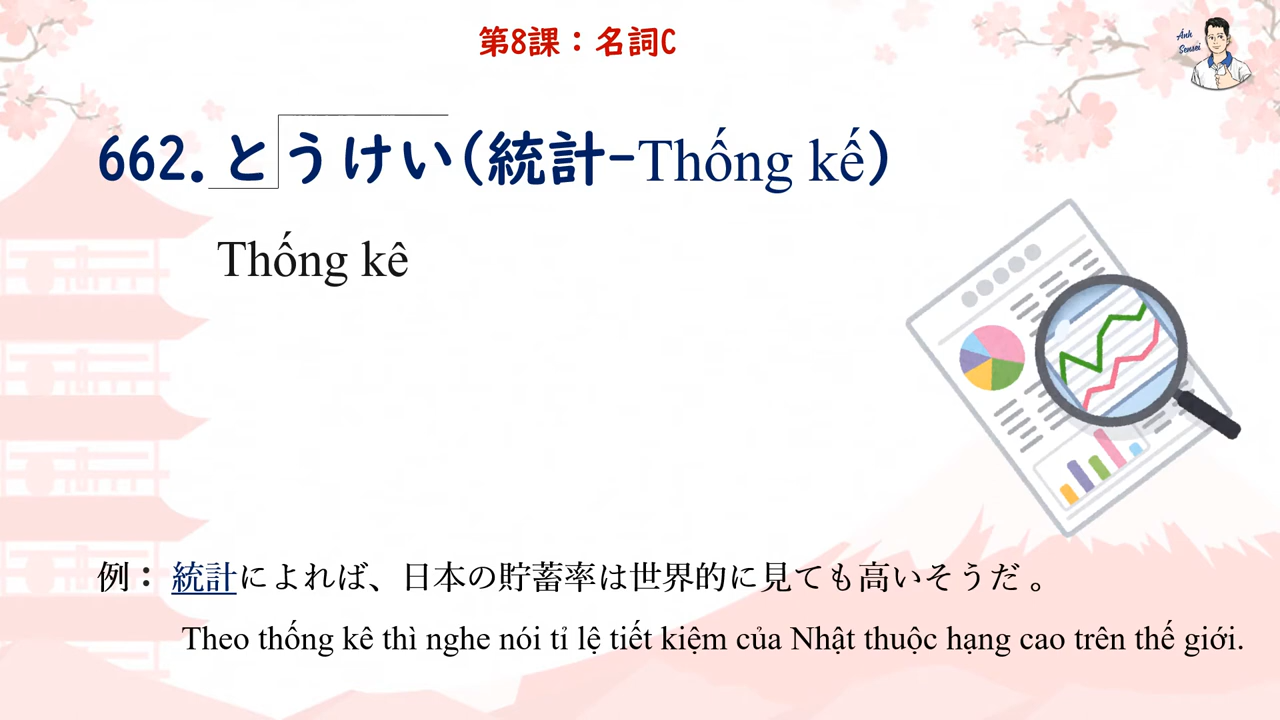 第8課：名詞C
Anh
Sensei
662.とうけい(統計-Thống kế)
Thống kê
例： 統計によれば、日本の貯蓄率は世界的に見ても高いそうだ 。
Theo thống kê thì nghe nói tỉ lệ tiết kiệm của Nhật thuộc hạng cao trên thế giới.